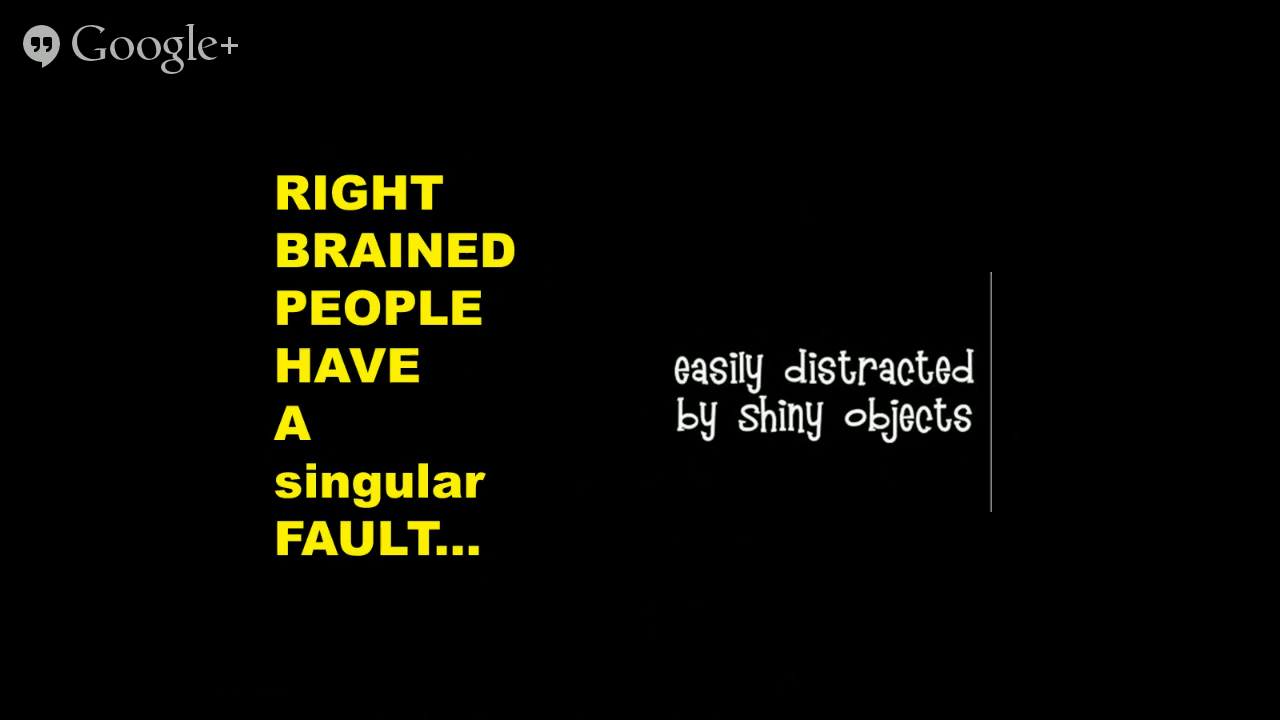 Google+
RIGHT
BRAINED
PEOPLE
HAVE
A
singular
FAULT...
easily distracted
by shiny objects